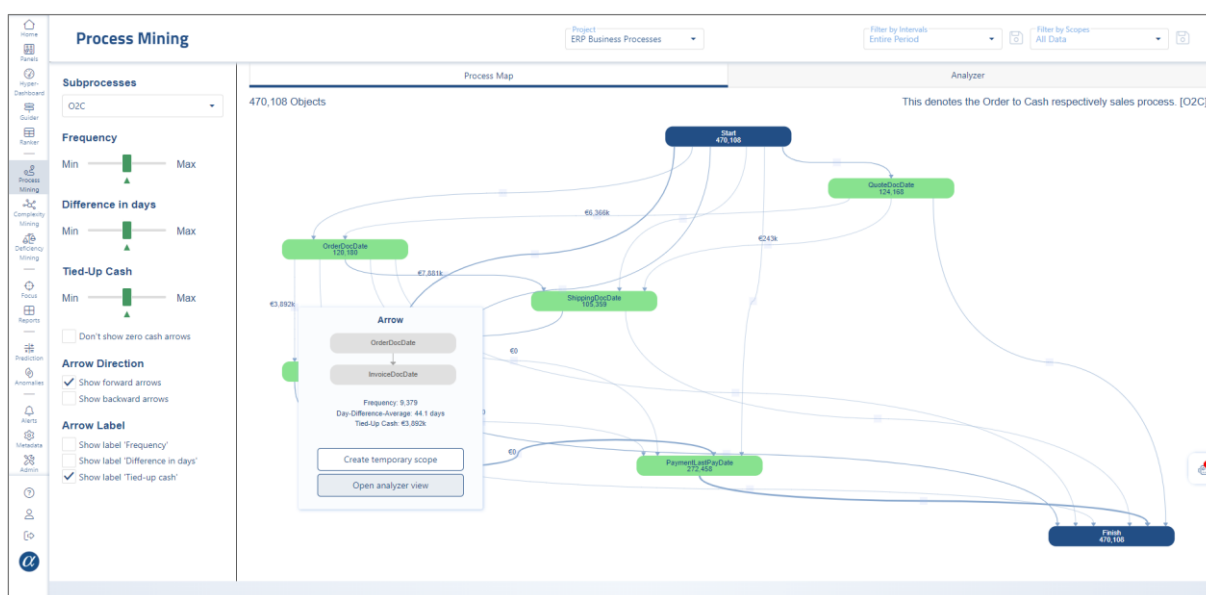 Home
Panels
Hyper-
Dashboard
Guider
Ranker
Process
Mining
Complexity
Mining
Deficiency
Mining
Focus
Reports
Prediction
Anomalies
Alerts
Metadata
Admin
α
Process Mining
Project
ERP Business Processes
Filter by Intervals
Entire Period
Filter by Scopes
All Data
Subprocesses
O2C
Frequency
Min Max
Difference in days
Min Max
Tied-Up Cash
Min Max
Don't show zero cash arrows
Arrow Direction
Show forward arrows
Show backward arrows
Arrow Label
Show label 'Frequency'
Show label 'Difference in days'
Show label 'Tied-up cash'
Process Map
Analyzer
470,108 Objects
This denotes the Order to Cash respectively sales process. [O2C]
Start
470,108
QuoteDocDate
124,168
€6,366k
€243k
OrderDocDate
€7,881k
ShippingDocDate
105,359
€3,892k
€0
Arrow
OrderDocDate
InvoiceDocDate
Frequency: 9,379
Day-Difference-Average: 44.1 days
Tied-Up Cash: €3,892k
Create temporary scope
Open analyzer view
€0
PaymentLastPayDate
272,458
Finish
470,108